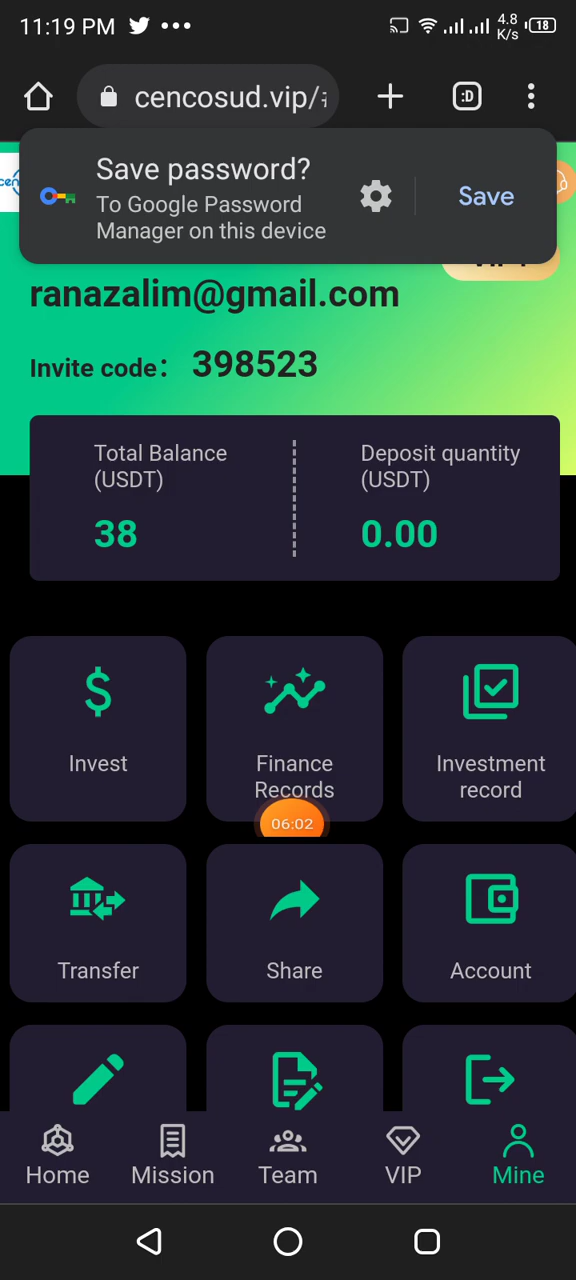 11:19 PM
4.8
K/s
18
cencosud.vip/
:D
Save password?
To Google Password
Manager on this device
Save
cen
ranazalim@gmail.com
Invite code: 398523
Total Balance
(USDT)
Deposit quantity
(USDT)
38
0.00
Invest
Finance
Records
Investment
record
06:02
Transfer
Share
Account
Home
Mission
Team
VIP
Mine